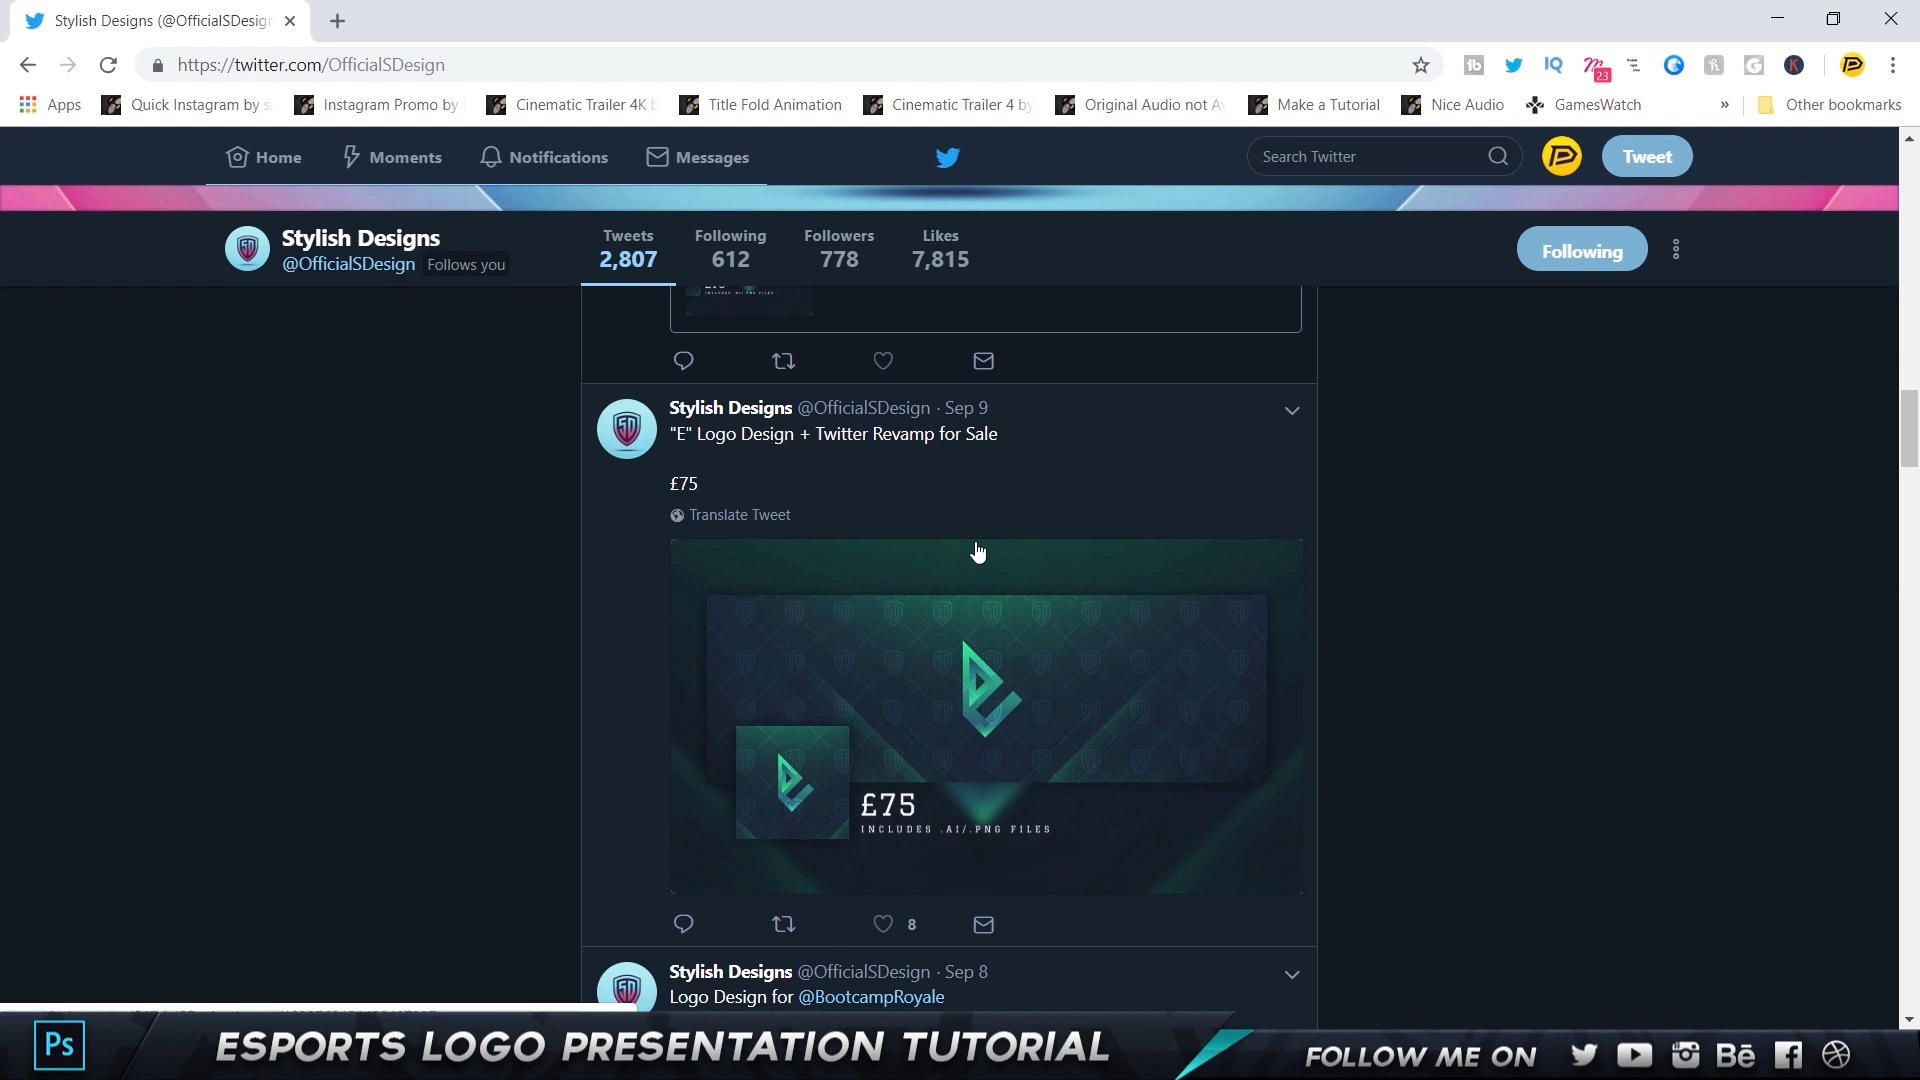 Stylish Designs (@OfficialSDesign
https://twitter.com/OfficialSDesign
23
Apps
Quick Instagram by s
Instagram Promo by
Cinematic Trailer 4K b
Title Fold Animation
Cinematic Trailer 4 by
Original Audio not Av
Make a Tutorial
Nice Audio
GamesWatch
»
Other bookmarks
Home
Moments
Notifications
Messages
Search Twitter
Tweet
Stylish Designs
@OfficialSDesign Follows you
Tweets
2,807
Following
612
Followers
778
Likes
7,815
Following
Stylish Designs @OfficialSDesign · Sep 9
"E" Logo Design + Twitter Revamp for Sale
£75
Translate Tweet
£75
INCLUDES .AI/.PNG FILES
8
Stylish Designs @OfficialSDesign · Sep 8
Logo Design for @BootcampRoyale
Ps
ESPORTS LOGO PRESENTATION TUTORIAL
FOLLOW ME ON
Bē